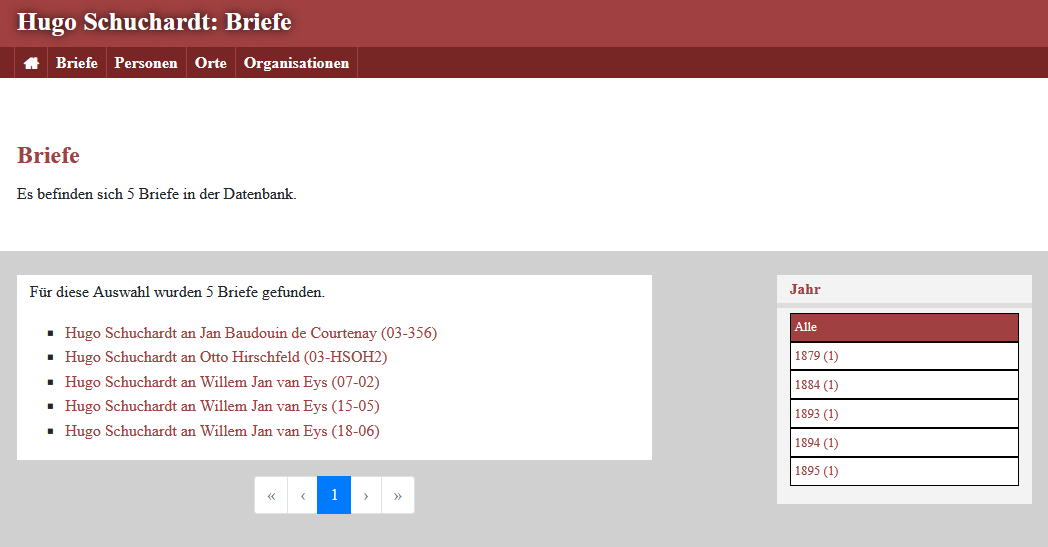 Hugo Schuchardt: Briefe
Briefe Personen Orte Organisationen
Briefe
Es befinden sich 5 Briefe in der Datenbank.
Für diese Auswahl wurden 5 Briefe gefunden.
Hugo Schuchardt an Jan Baudouin de Courtenay (03-356)
Hugo Schuchardt an Otto Hirschfeld (03-HSOH2)
Hugo Schuchardt an Willem Jan van Eys (07-02)
Hugo Schuchardt an Willem Jan van Eys (15-05)
Hugo Schuchardt an Willem Jan van Eys (18-06)
« ‹ 1 › »
Jahr
Alle
1879 (1)
1884 (1)
1893 (1)
1894 (1)
1895 (1)